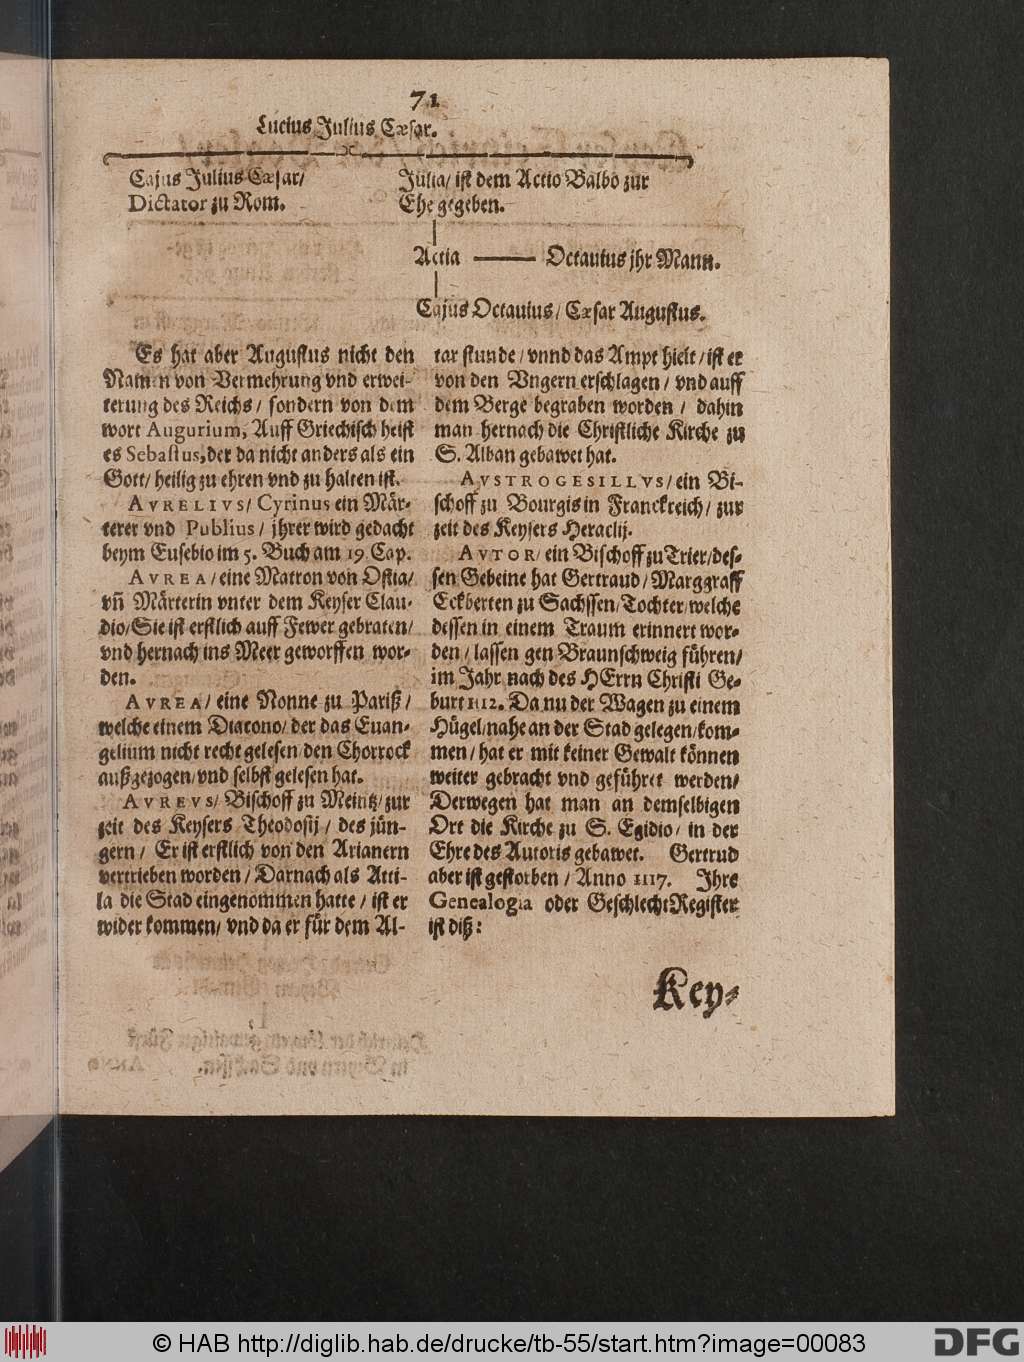 71
Lucius Julius Cæsar.
Cajus Julius Cæsar/
Dictator zu Rom.
Julia/ ist dem Actio Balbo zur
Ehe gegeben.
Actia
Octauius jhr Mann.
Cajus Octauius/ Cæsar Augustus.
Es hat aber Augustus nicht den
Namen von Vermehrung vnd erwei-
terung des Reichs/ sondern von dem
wort Augurium, Auff Griechisch heist
es Sebastus, der da nicht anders als ein
Gott/ heilig zu ehren vnd zu halten ist.
AVRELIVS/ Cyrinus ein Mär-
terer vnd Publius/ jhrer wird gedacht
beym Eusebio im 5. Buch am 19. Cap.
AVREA/ eine Matron von Ostia/
vñ Märterin vnter dem Keyser Clau-
dio/ Sie ist erstlich auff Fewer gebraten/
vnd hernach ins Meer geworffen wor-
den.
AVREA/ eine Nonne zu Pariß/
welche einem Diacono/ der das Euan-
gelium nicht recht gelesen/ den Chorrock
außgezogen/ vnd selbst gelesen hat.
AVREVS/ Bischoff zu Meintz/ zur
zeit des Keysers Theodosij/ des jün-
gern/ Er ist erstlich von den Arianern
vertrieben worden/ Darnach als Atti-
la die Stad eingenommen hatte/ ist er
wider kommen/ vnd da er für dem Al-
tar stunde/ vnnd das Ampt hielt/ ist er
von den Vngern erschlagen/ vnd auff
dem Berge begraben worden/ dahin
man hernach die Christliche Kirche zu
S. Alban gebawet hat.
AVSTROGESILLVS/ ein Bi-
schoff zu Bourgis in Franckreich/ zur
zeit des Keysers Heraclij.
AVTOR/ ein Bischoff zu Trier/ des-
sen Gebeine hat Gertraud/ Marggraff
Eckberten zu Sachssen/ Tochter/ welche
dessen in einem Traum erinnert wor-
den/ lassen gen Braunschweig führen/
im Jahr nach des HErrn Christi Ge-
burt 1112. Da nu der Wagen zu einem
Hügel/ nahe an der Stad gelegen/ kom-
men/ hat er mit keiner Gewalt können
weiter gebracht vnd geführet werden/
Derwegen hat man an demselbigen
Ort die Kirche zu S. Egidio/ in der
Ehre des Autoris gebawet. Gertrud
aber ist gestorben/ Anno 1117. Ihre
Genealogia oder GeschlechtRegister
ist diß:
Key-
© HAB http://diglib.hab.de/drucke/tb-55/start.htm?image=00083
DFG